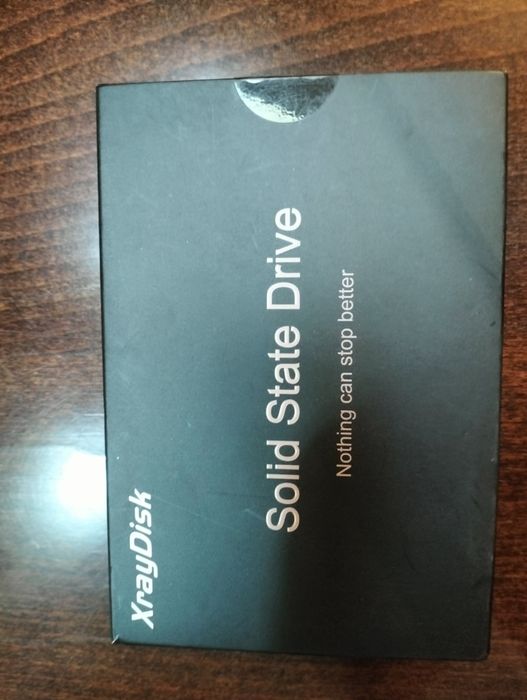 XrayDisk
Solid State Drive
Nothing can stop better